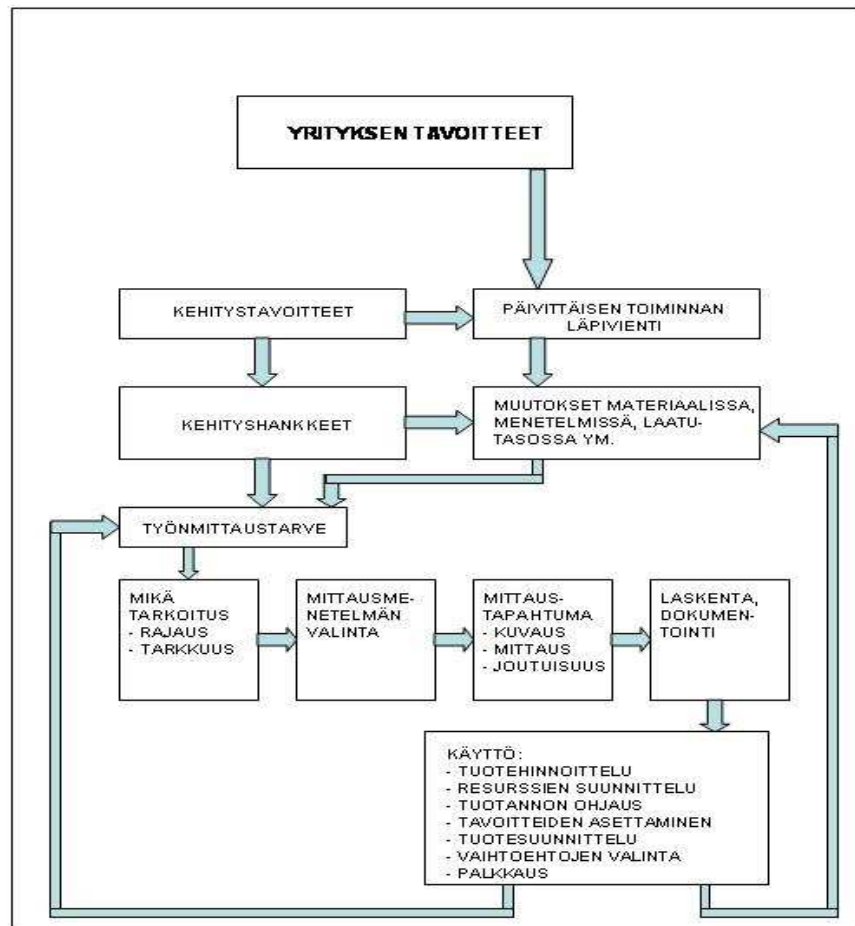 YRITYKSEN TAVOITTEET
KEHITYSTAVOITTEET
PÄIVITTÄISEN TOIMINNAN
LÄPIVIENTI
KEHITYSHANKKEET
MUUTOKSET MATERIAALISSA,
MENETELMISSÄ, LAATU-
TASOSSA YM.
TYÖNMITTAUSTARVE
MIKÄ
TARKOITUS
- RAJAUS
- TARKKUUS
MITTAUSME-
NETELMÄN
VALINTA
MITTAUS-
TAPAHTUMA
- KUVAUS
- MITTAUS
- JOUTUISUUS
LASKENTA,
DOKUMEN-
TOINTI
KÄYTTÖ:
- TUOTEHINNOITTELU
- RESURSSIEN SUUNNITTELU
- TUOTANNON OHJAUS
- TAVOITTEIDEN ASETTAMINEN
- TUOTESUUNNITTELU
- VAIHTOEHTOJEN VALINTA
- PALKKAUS